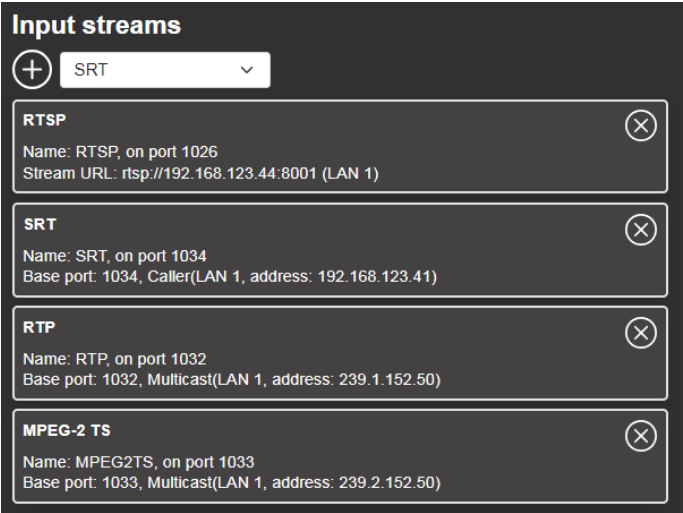 Input streams
SRT
RTSP
Name: RTSP, on port 1026
Stream URL: rtsp://192.168.123.44:8001 (LAN 1)
SRT
Name: SRT, on port 1034
Base port: 1034, Caller(LAN 1, address: 192.168.123.41)
RTP
Name: RTP, on port 1032
Base port: 1032, Multicast(LAN 1, address: 239.1.152.50)
MPEG-2 TS
Name: MPEG2TS, on port 1033
Base port: 1033, Multicast(LAN 1, address: 239.2.152.50)